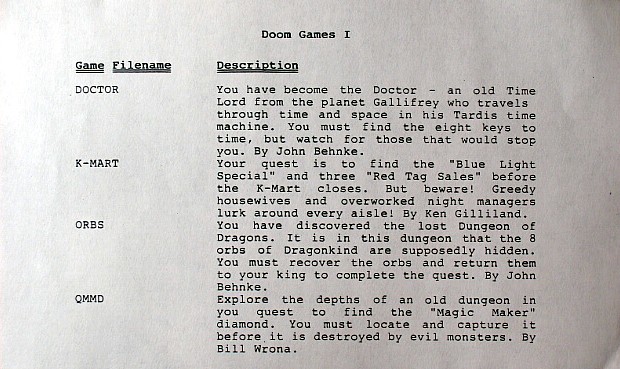 Doom Games I
Game Filename Description
DOCTOR You have become the Doctor - an old Time
Lord from the planet Gallifrey who travels
through time and space in his Tardis time
machine. You must find the eight keys to
time, but watch for those that would stop
you. By John Behnke.
K-MART Your quest is to find the "Blue Light
Special" and three "Red Tag Sales" before
the K-Mart closes. But beware! Greedy
housewives and overworked night managers
lurk around every aisle! By Ken Gilliland.
ORBS You have discovered the lost Dungeon of
Dragons. It is in this dungeon that the 8
orbs of Dragonkind are supposedly hidden.
You must recover the orbs and return them
to your king to complete the quest. By John
Behnke.
QMMD Explore the depths of an old dungeon in
you quest to find the "Magic Maker"
diamond. You must locate and capture it
before it is destroyed by evil monsters. By
Bill Wrona.